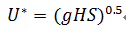 U* = (gHS)^0.5